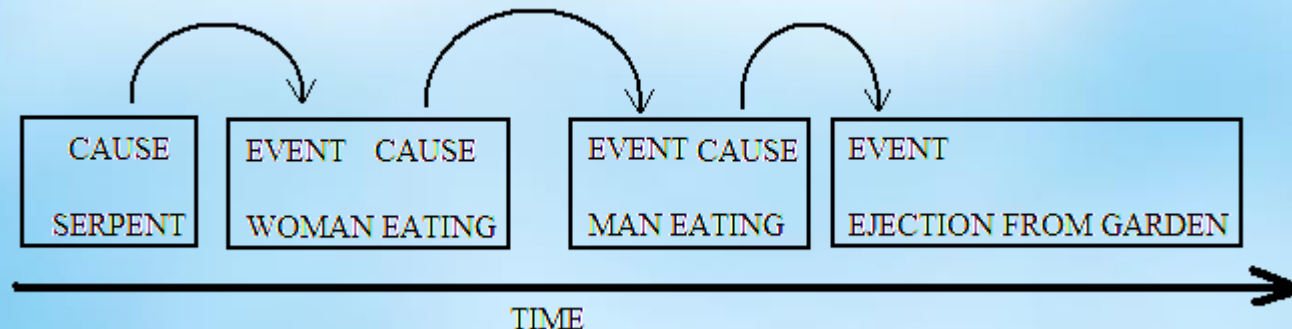 CAUSE
SERPENT
EVENT CAUSE
WOMAN EATING
EVENT CAUSE
MAN EATING
EVENT
EJECTION FROM GARDEN
TIME